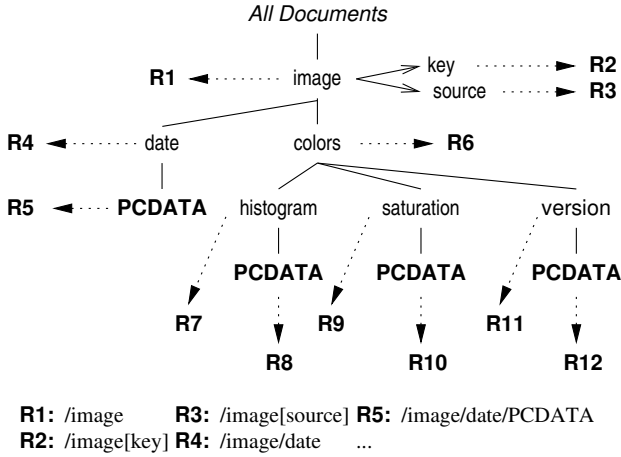 All Documents
key R2
R1 image
source R3
R4 date colors R6
R5 PCDATA histogram saturation version
PCDATA PCDATA PCDATA
R7 R9 R11
R8 R10 R12
R1: /image R3: /image[source] R5: /image/date/PCDATA
R2: /image[key] R4: /image/date ...